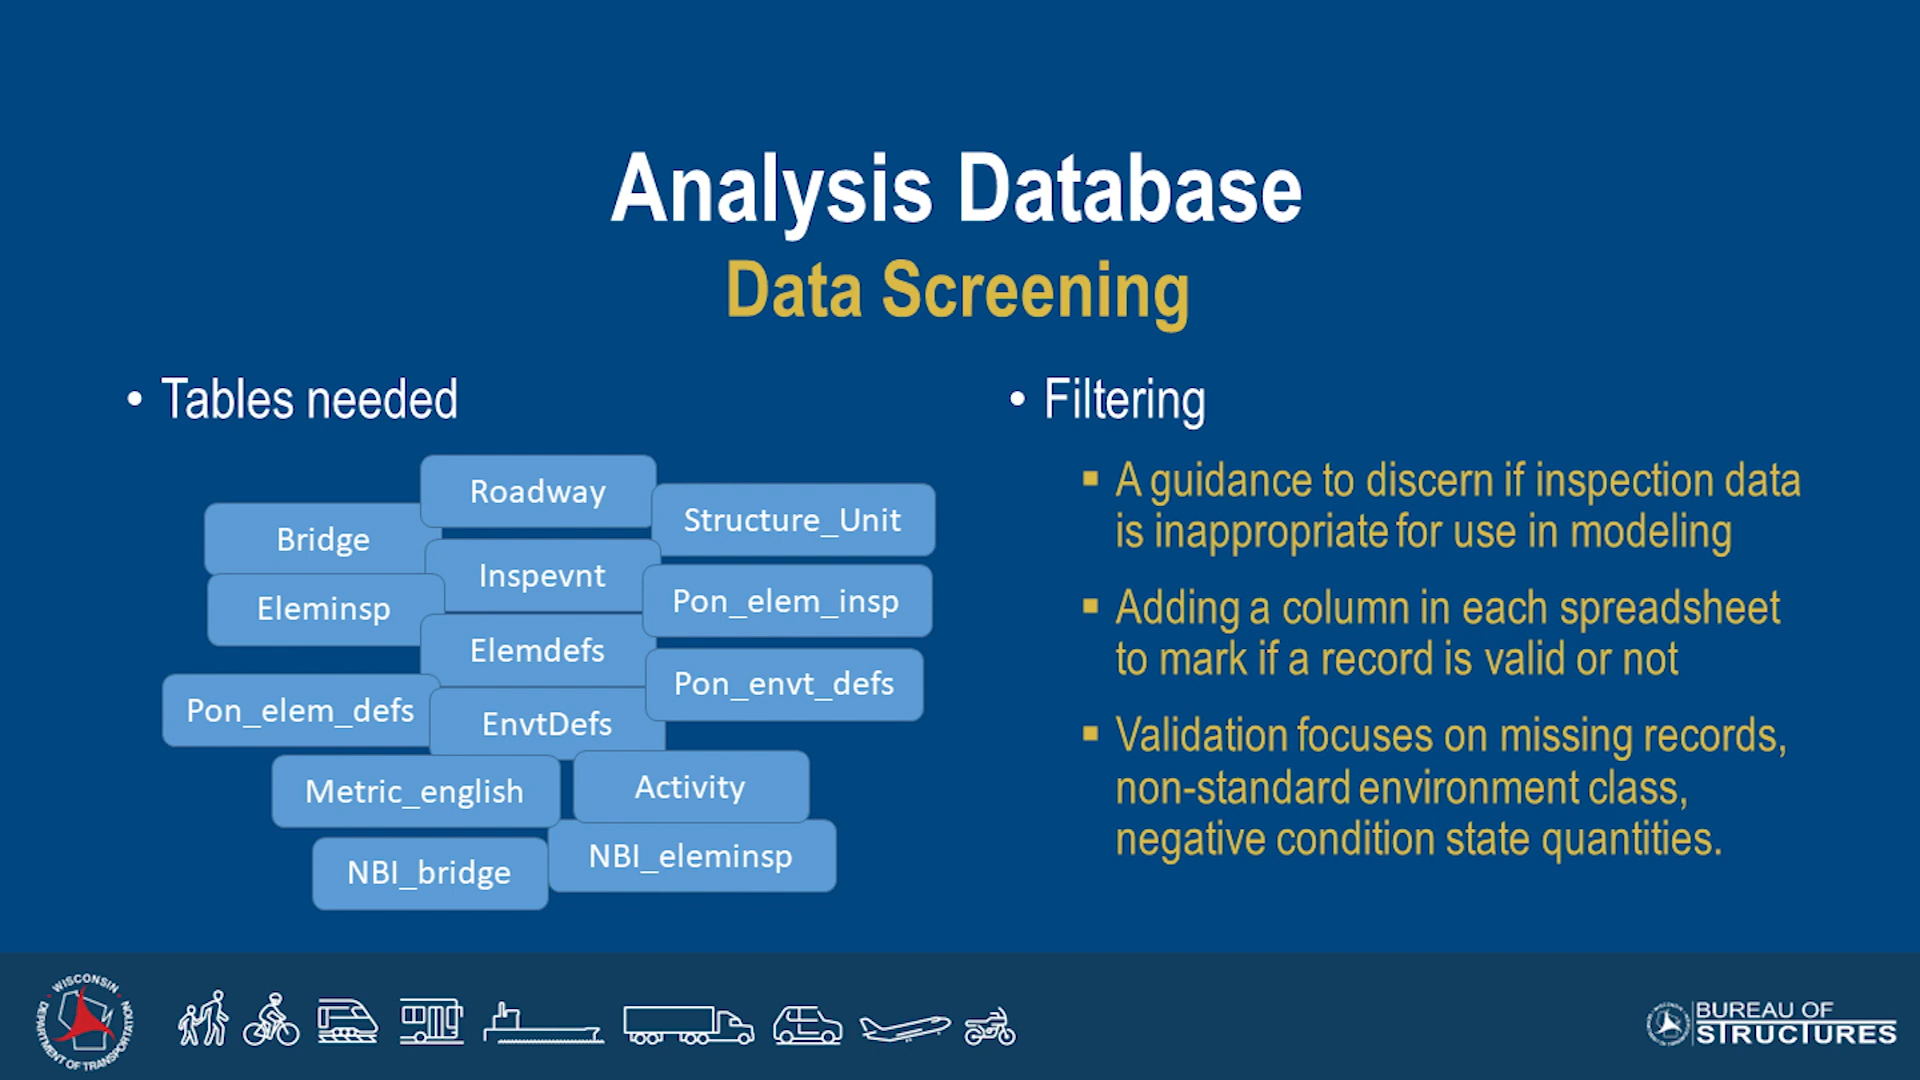 Analysis Database
Data Screening
• Tables needed
Roadway
Structure_Unit
Bridge
Inspevnt
Pon_elem_insp
Eleminsp
Elemdefs
Pon_envt_defs
Pon_elem_defs
EnvtDefs
Metric_english
Activity
NBI_bridge
NBI_eleminsp
• Filtering
▪ A guidance to discern if inspection data
is inappropriate for use in modeling
▪ Adding a column in each spreadsheet
to mark if a record is valid or not
▪ Validation focuses on missing records,
non-standard environment class,
negative condition state quantities.
WISCONSIN
DEPARTMENT OF TRANSPORTATION
BUREAU OF
STRUCTURES